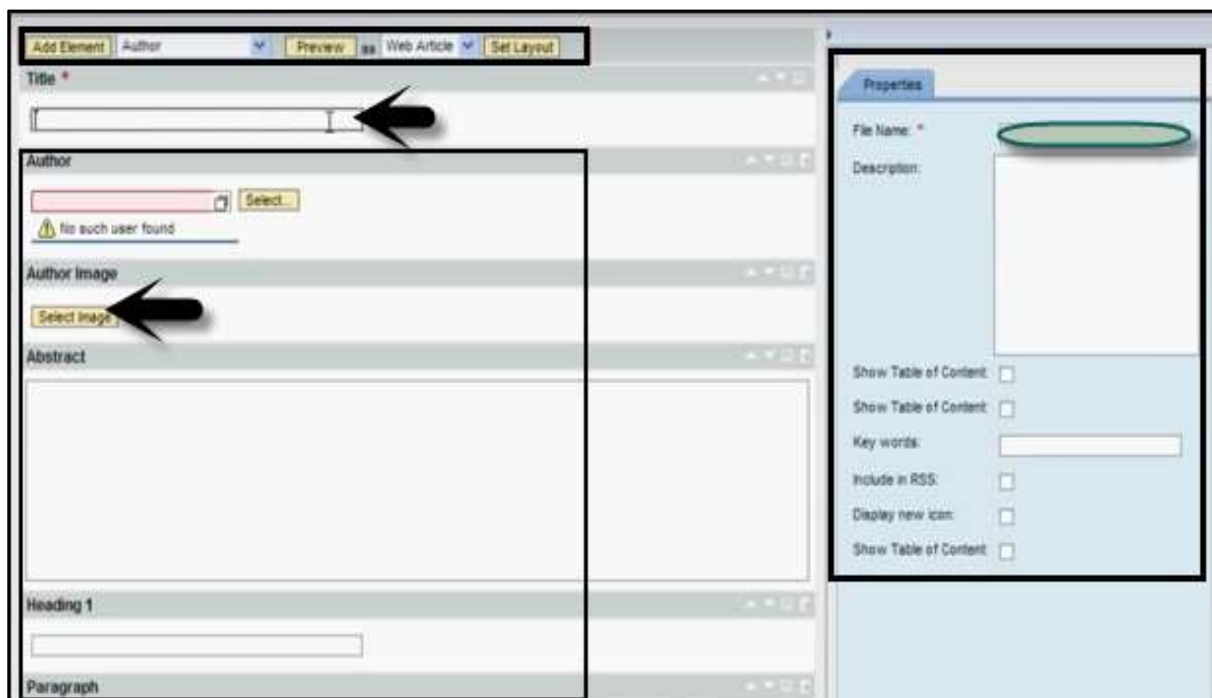 Add Element Author Preview as Web Article Set Layout
Title *
Author
Select...
No such user found
Author Image
Select Image
Abstract
Heading 1
Paragraph
Properties
File Name: *
Description:
Show Table of Content:
Show Table of Content:
Key words:
Include in RSS:
Display new icon:
Show Table of Content: